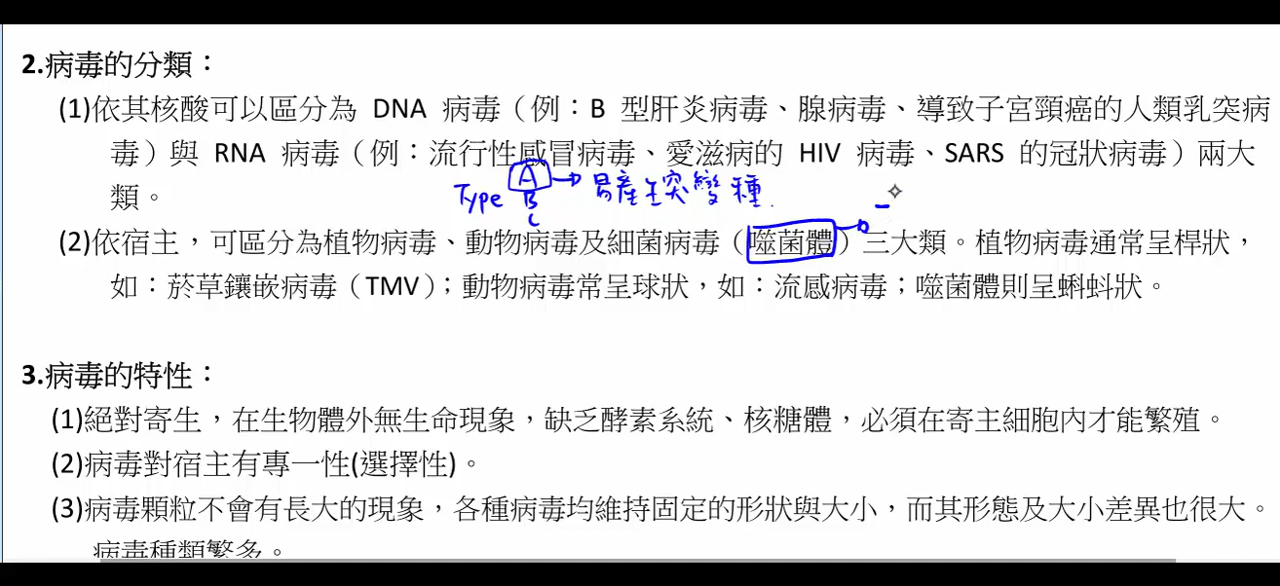 2.病毒的分類：
(1)依其核酸可以區分為 DNA 病毒（例：B 型肝炎病毒、腺病毒、導致子宮頸癌的人類乳突病
毒）與 RNA 病毒（例：流行性感冒病毒、愛滋病的 HIV 病毒、SARS 的冠狀病毒）兩大
類。
Type A → 易產生突變種.
B
C
(2)依宿主，可區分為植物病毒、動物病毒及細菌病毒（噬菌體）三大類。植物病毒通常呈桿狀，
如：菸草鑲嵌病毒（TMV）；動物病毒常呈球狀，如：流感病毒；噬菌體則呈蝌蚪狀。
3.病毒的特性：
(1)絕對寄生，在生物體外無生命現象，缺乏酵素系統、核糖體，必須在寄主細胞內才能繁殖。
(2)病毒對宿主有專一性(選擇性)。
(3)病毒顆粒不會有長大的現象，各種病毒均維持固定的形狀與大小，而其形態及大小差異也很大。
病毒種類繁多。